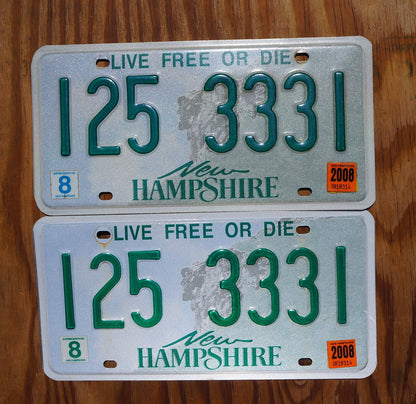 LIVE FREE OR DIE
125 3331
8
New
HAMPSHIRE
2008
LIVE FREE OR DIE
125 3331
8
New
HAMPSHIRE
2008